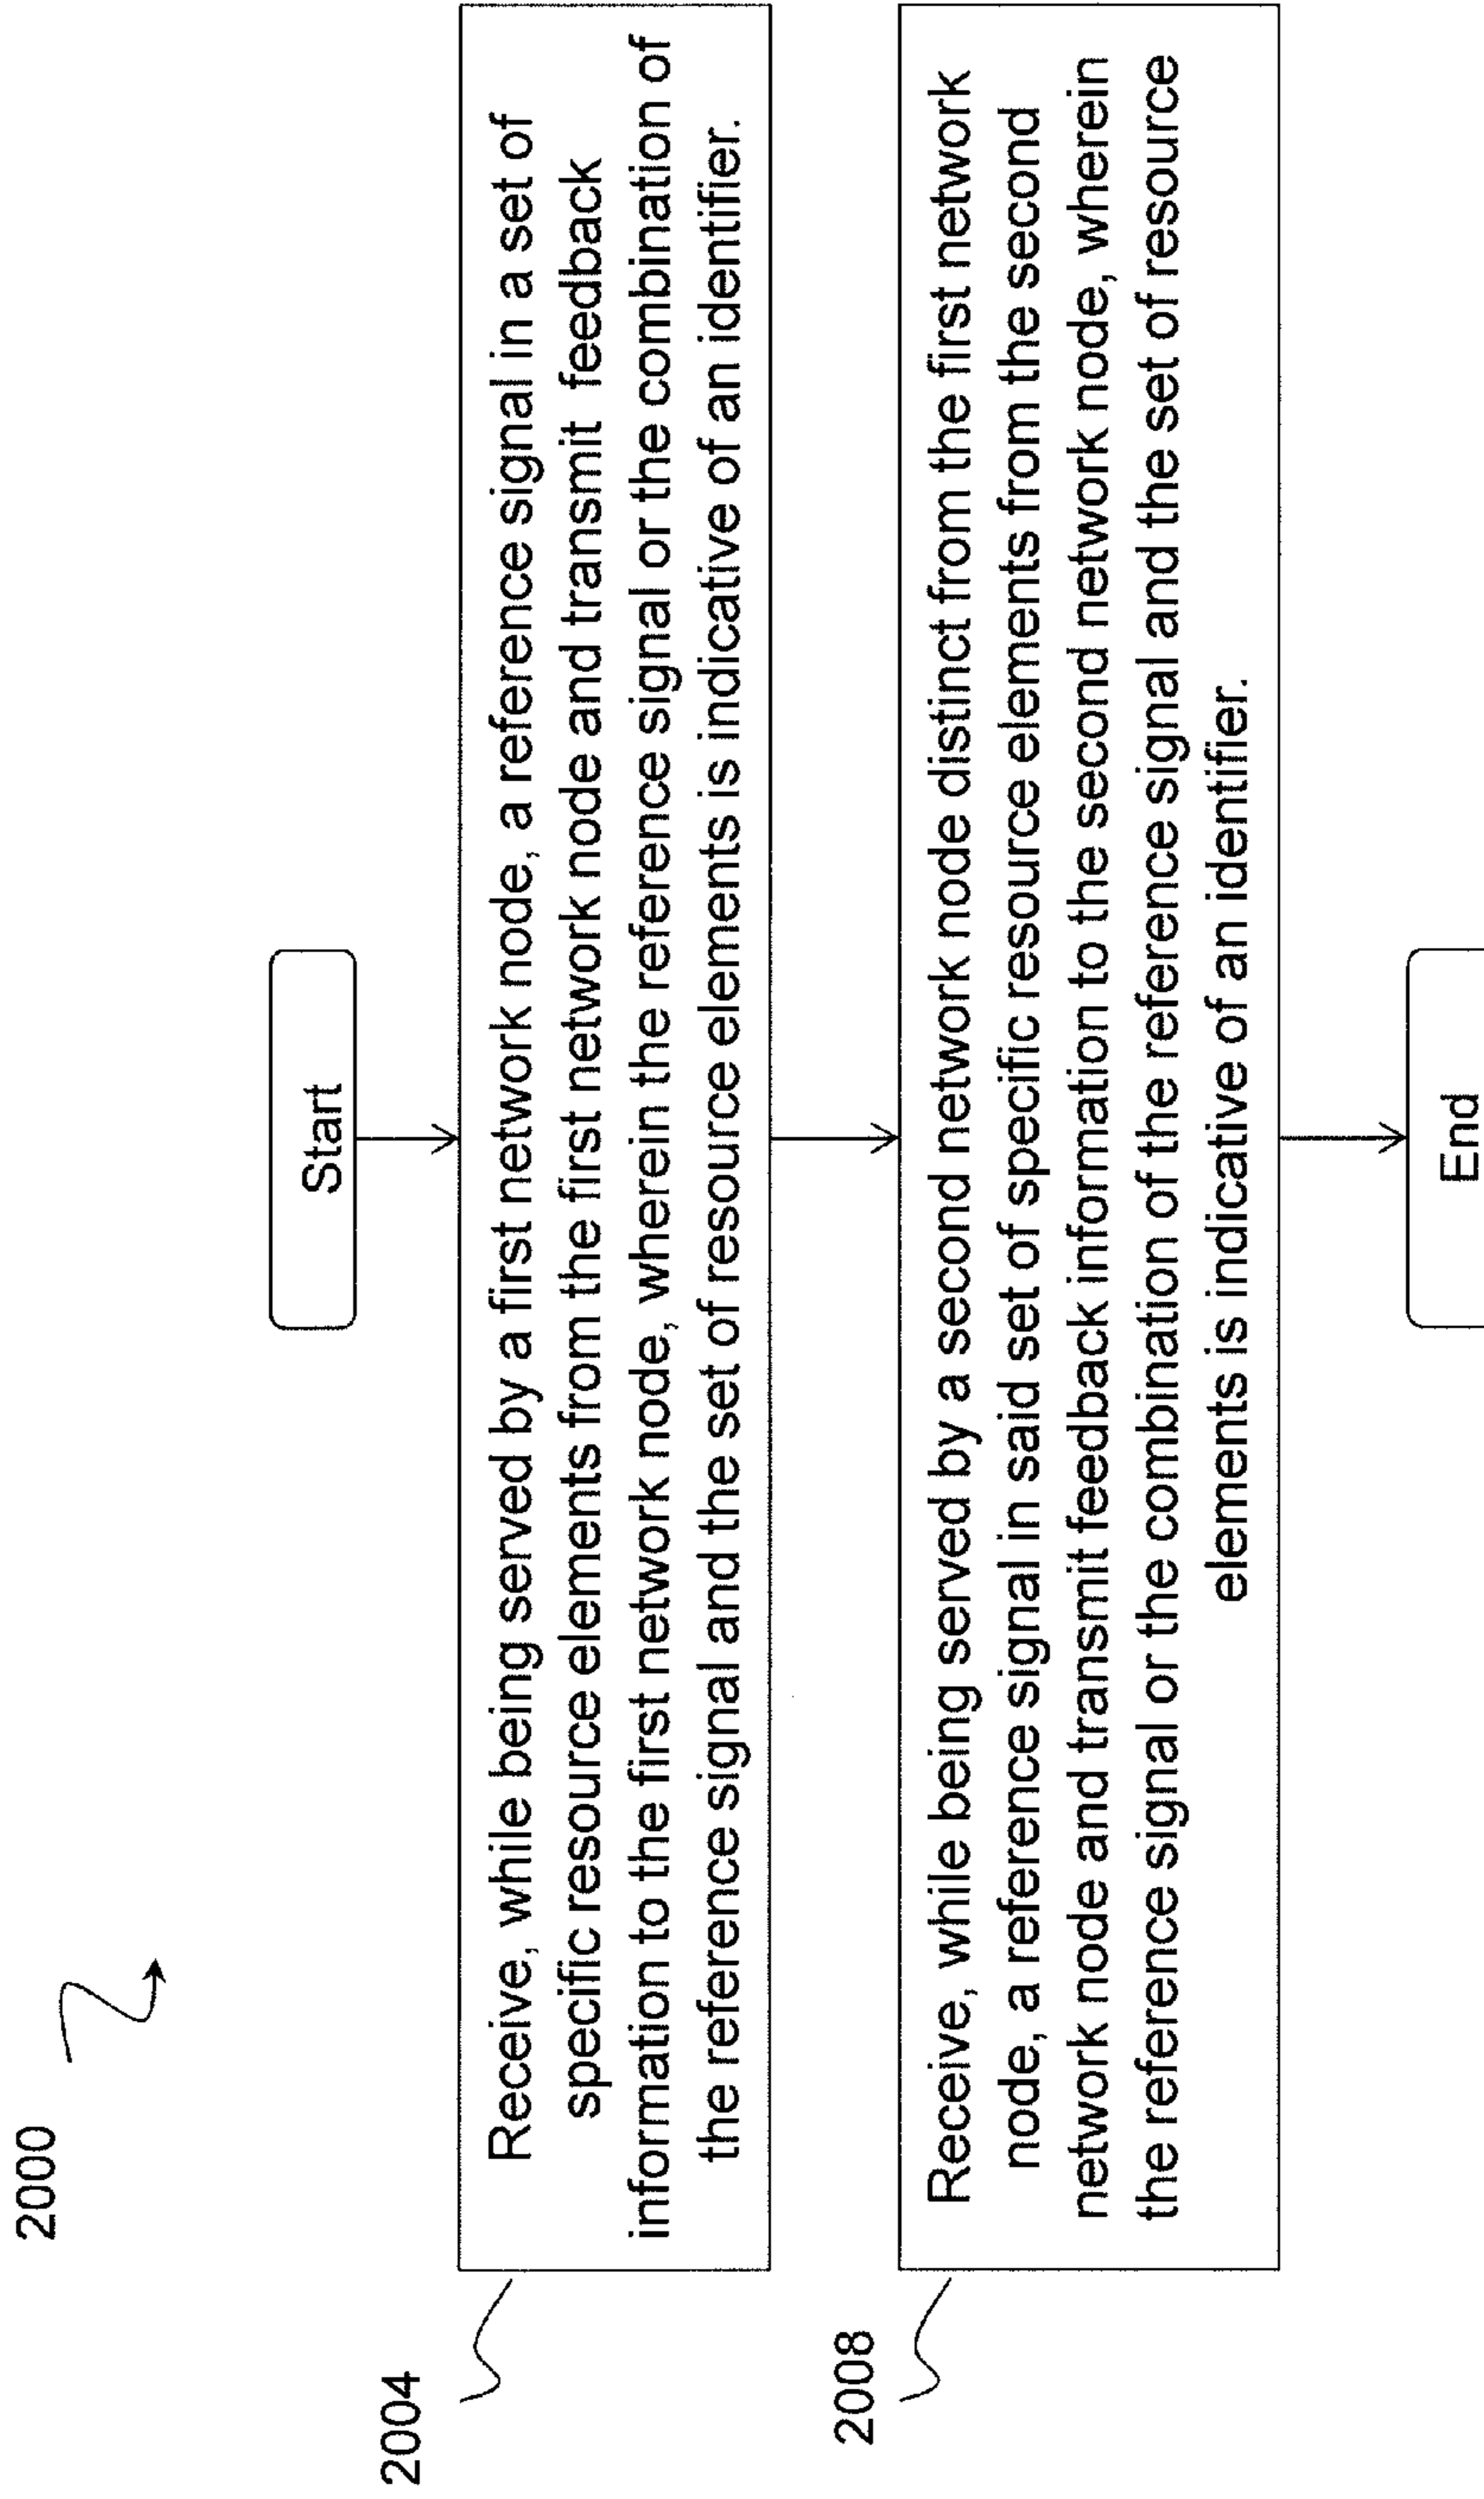 2000
Start
2004
Receive, while being served by a first network node, a reference signal in a set of
specific resource elements from the first network node and transmit feedback
information to the first network node, wherein the reference signal or the combination of
the reference signal and the set of resource elements is indicative of an identifier.
2008
Receive, while being served by a second network node distinct from the first network
node, a reference signal in said set of specific resource elements from the second
network node and transmit feedback information to the second network node, wherein
the reference signal or the combination of the reference signal and the set of resource
elements is indicative of an identifier.
End